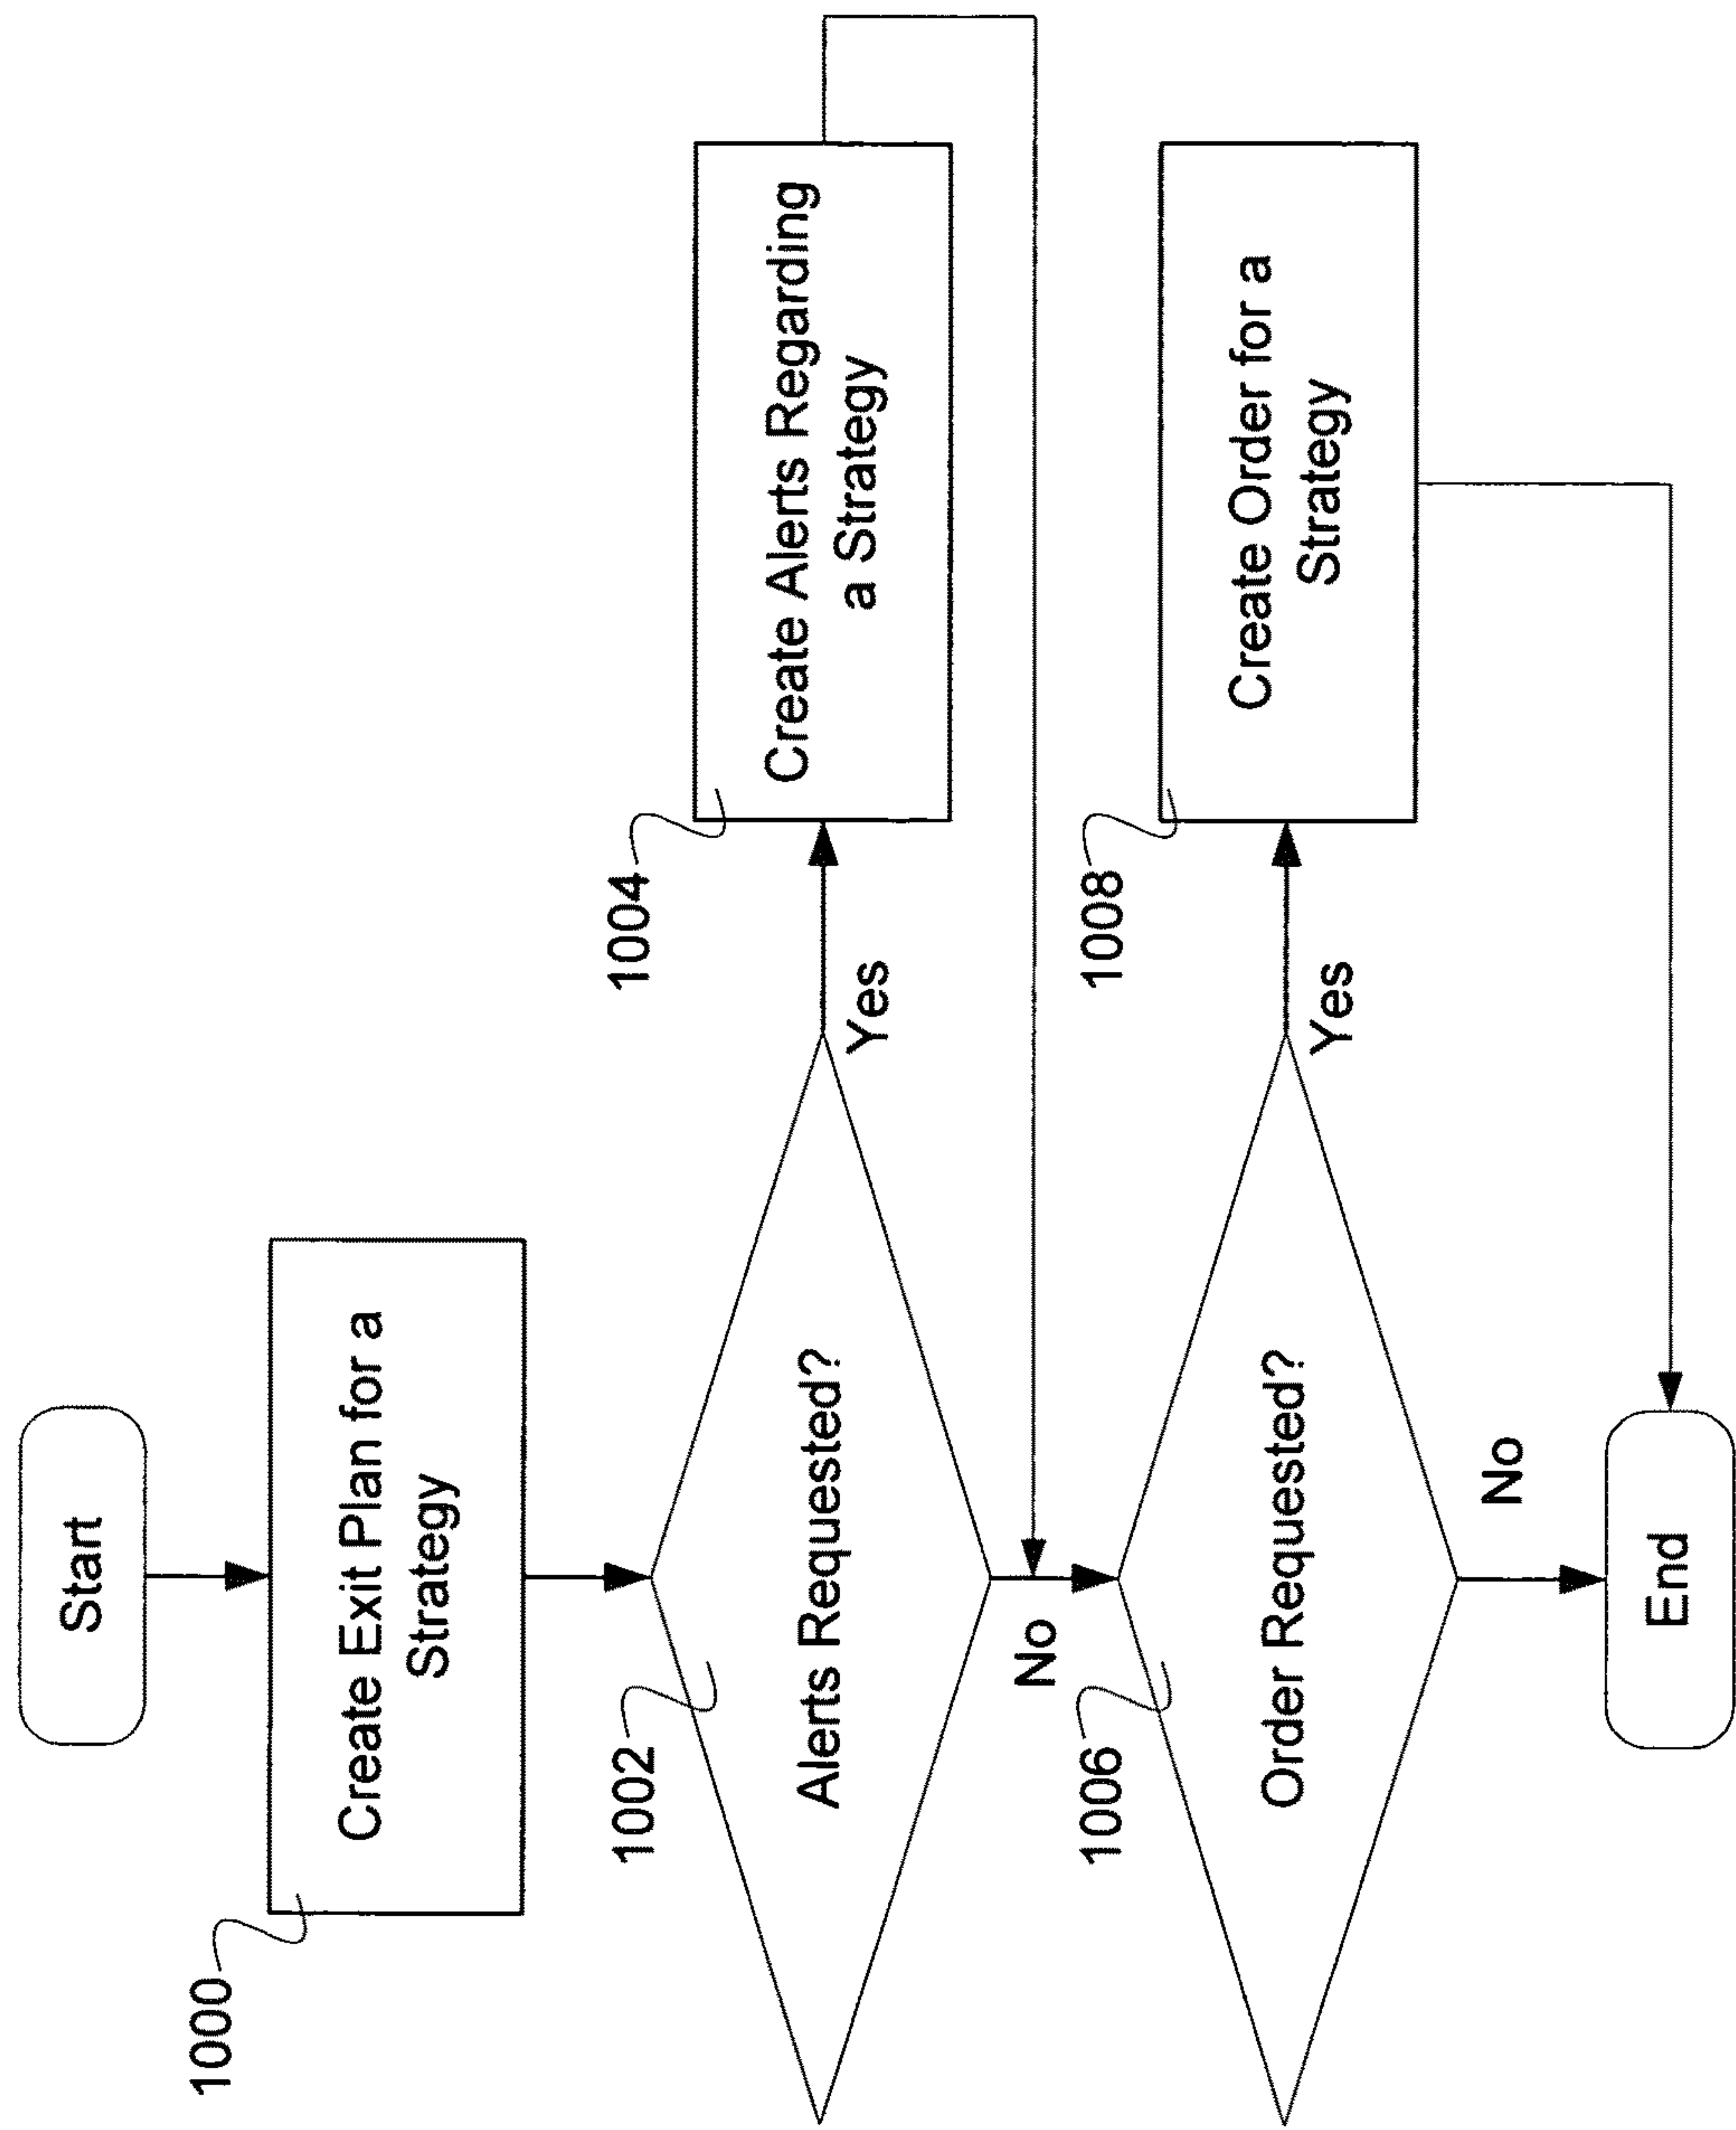 Start
1000
Create Exit Plan for a
Strategy
1002
Alerts Requested?
Yes
1004
Create Alerts Regarding
a Strategy
No
1006
Order Requested?
Yes
1008
Create Order for a
Strategy
No
End